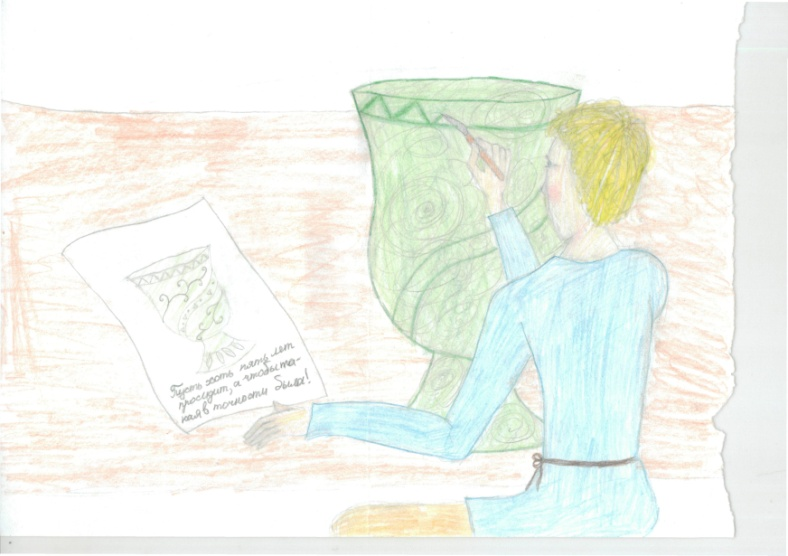 Пусть хоть пять лет
просидит, а чтобы та-
кая в точности была!